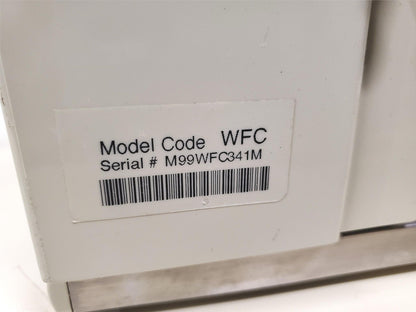 Model Code WFC
Serial # M99WFC341M